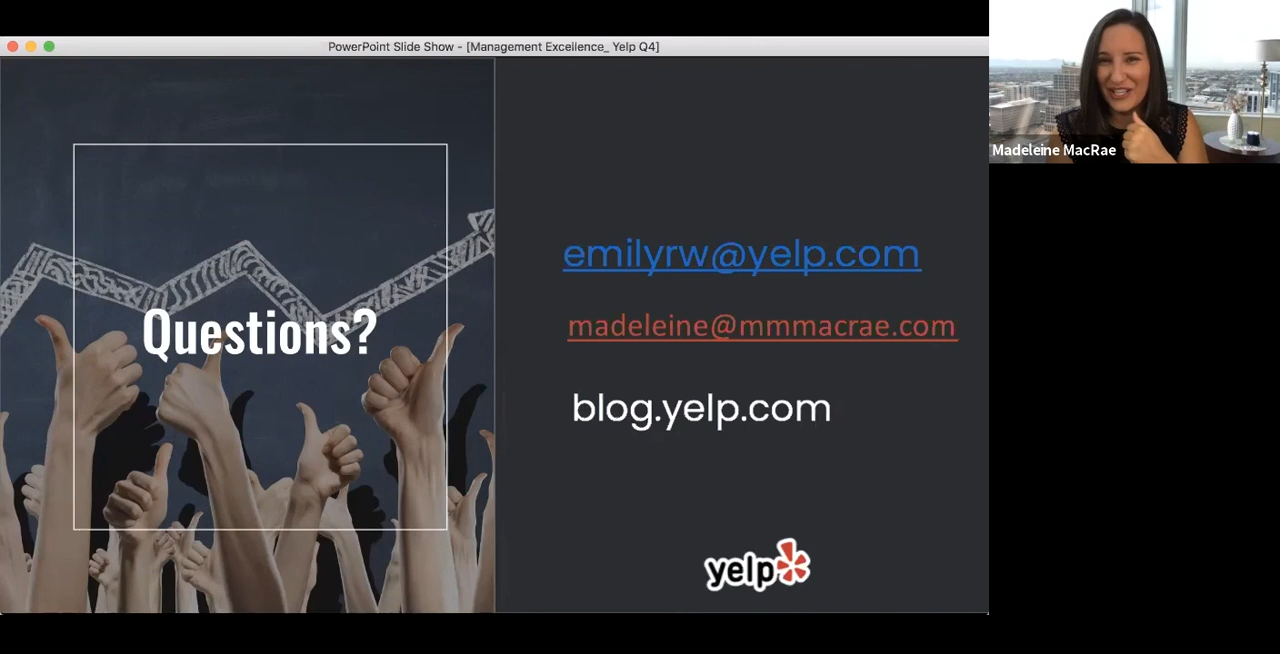 PowerPoint Slide Show - [Management Excellence_ Yelp Q4]
Madeleine MacRae
Questions?
emilyrw@yelp.com
madeleine@mmmacrae.com
blog.yelp.com
yelp